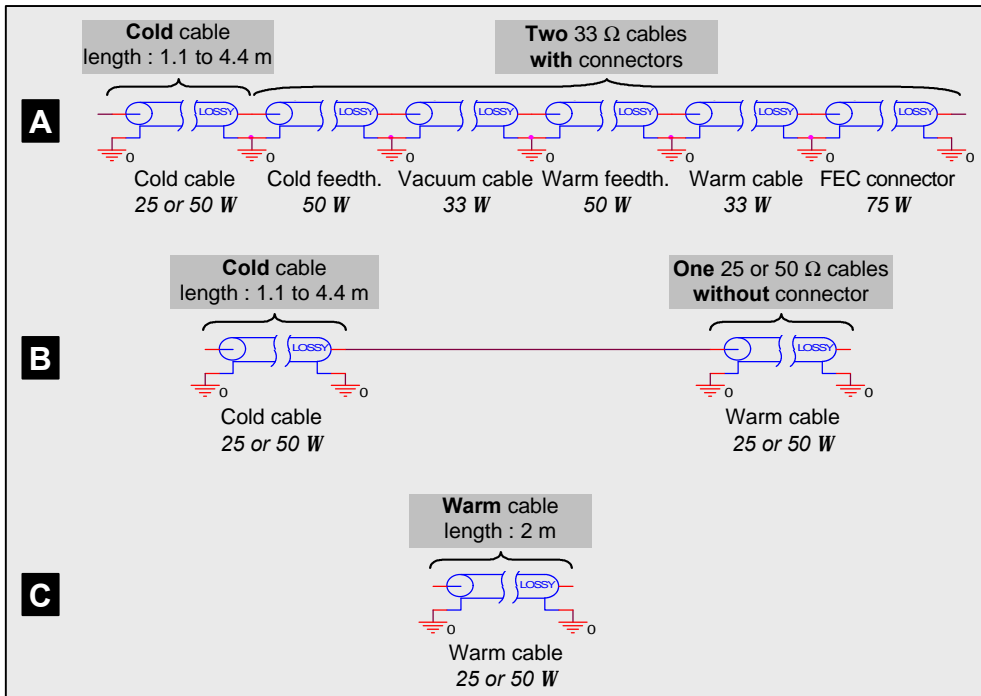 Cold cable
length : 1.1 to 4.4 m
Two 33 Ω cables
with connectors
A
LOSSY LOSSY LOSSY LOSSY LOSSY LOSSY
0 0 0 0 0 0 0
Cold cable Cold feedth. Vacuum cable Warm feedth. Warm cable FEC connector
25 or 50 W 50 W 33 W 50 W 33 W 75 W
Cold cable
length : 1.1 to 4.4 m
One 25 or 50 Ω cables
without connector
B
LOSSY LOSSY
0 0 0 0
Cold cable Warm cable
25 or 50 W 25 or 50 W
Warm cable
length : 2 m
C
LOSSY
0 0
Warm cable
25 or 50 W